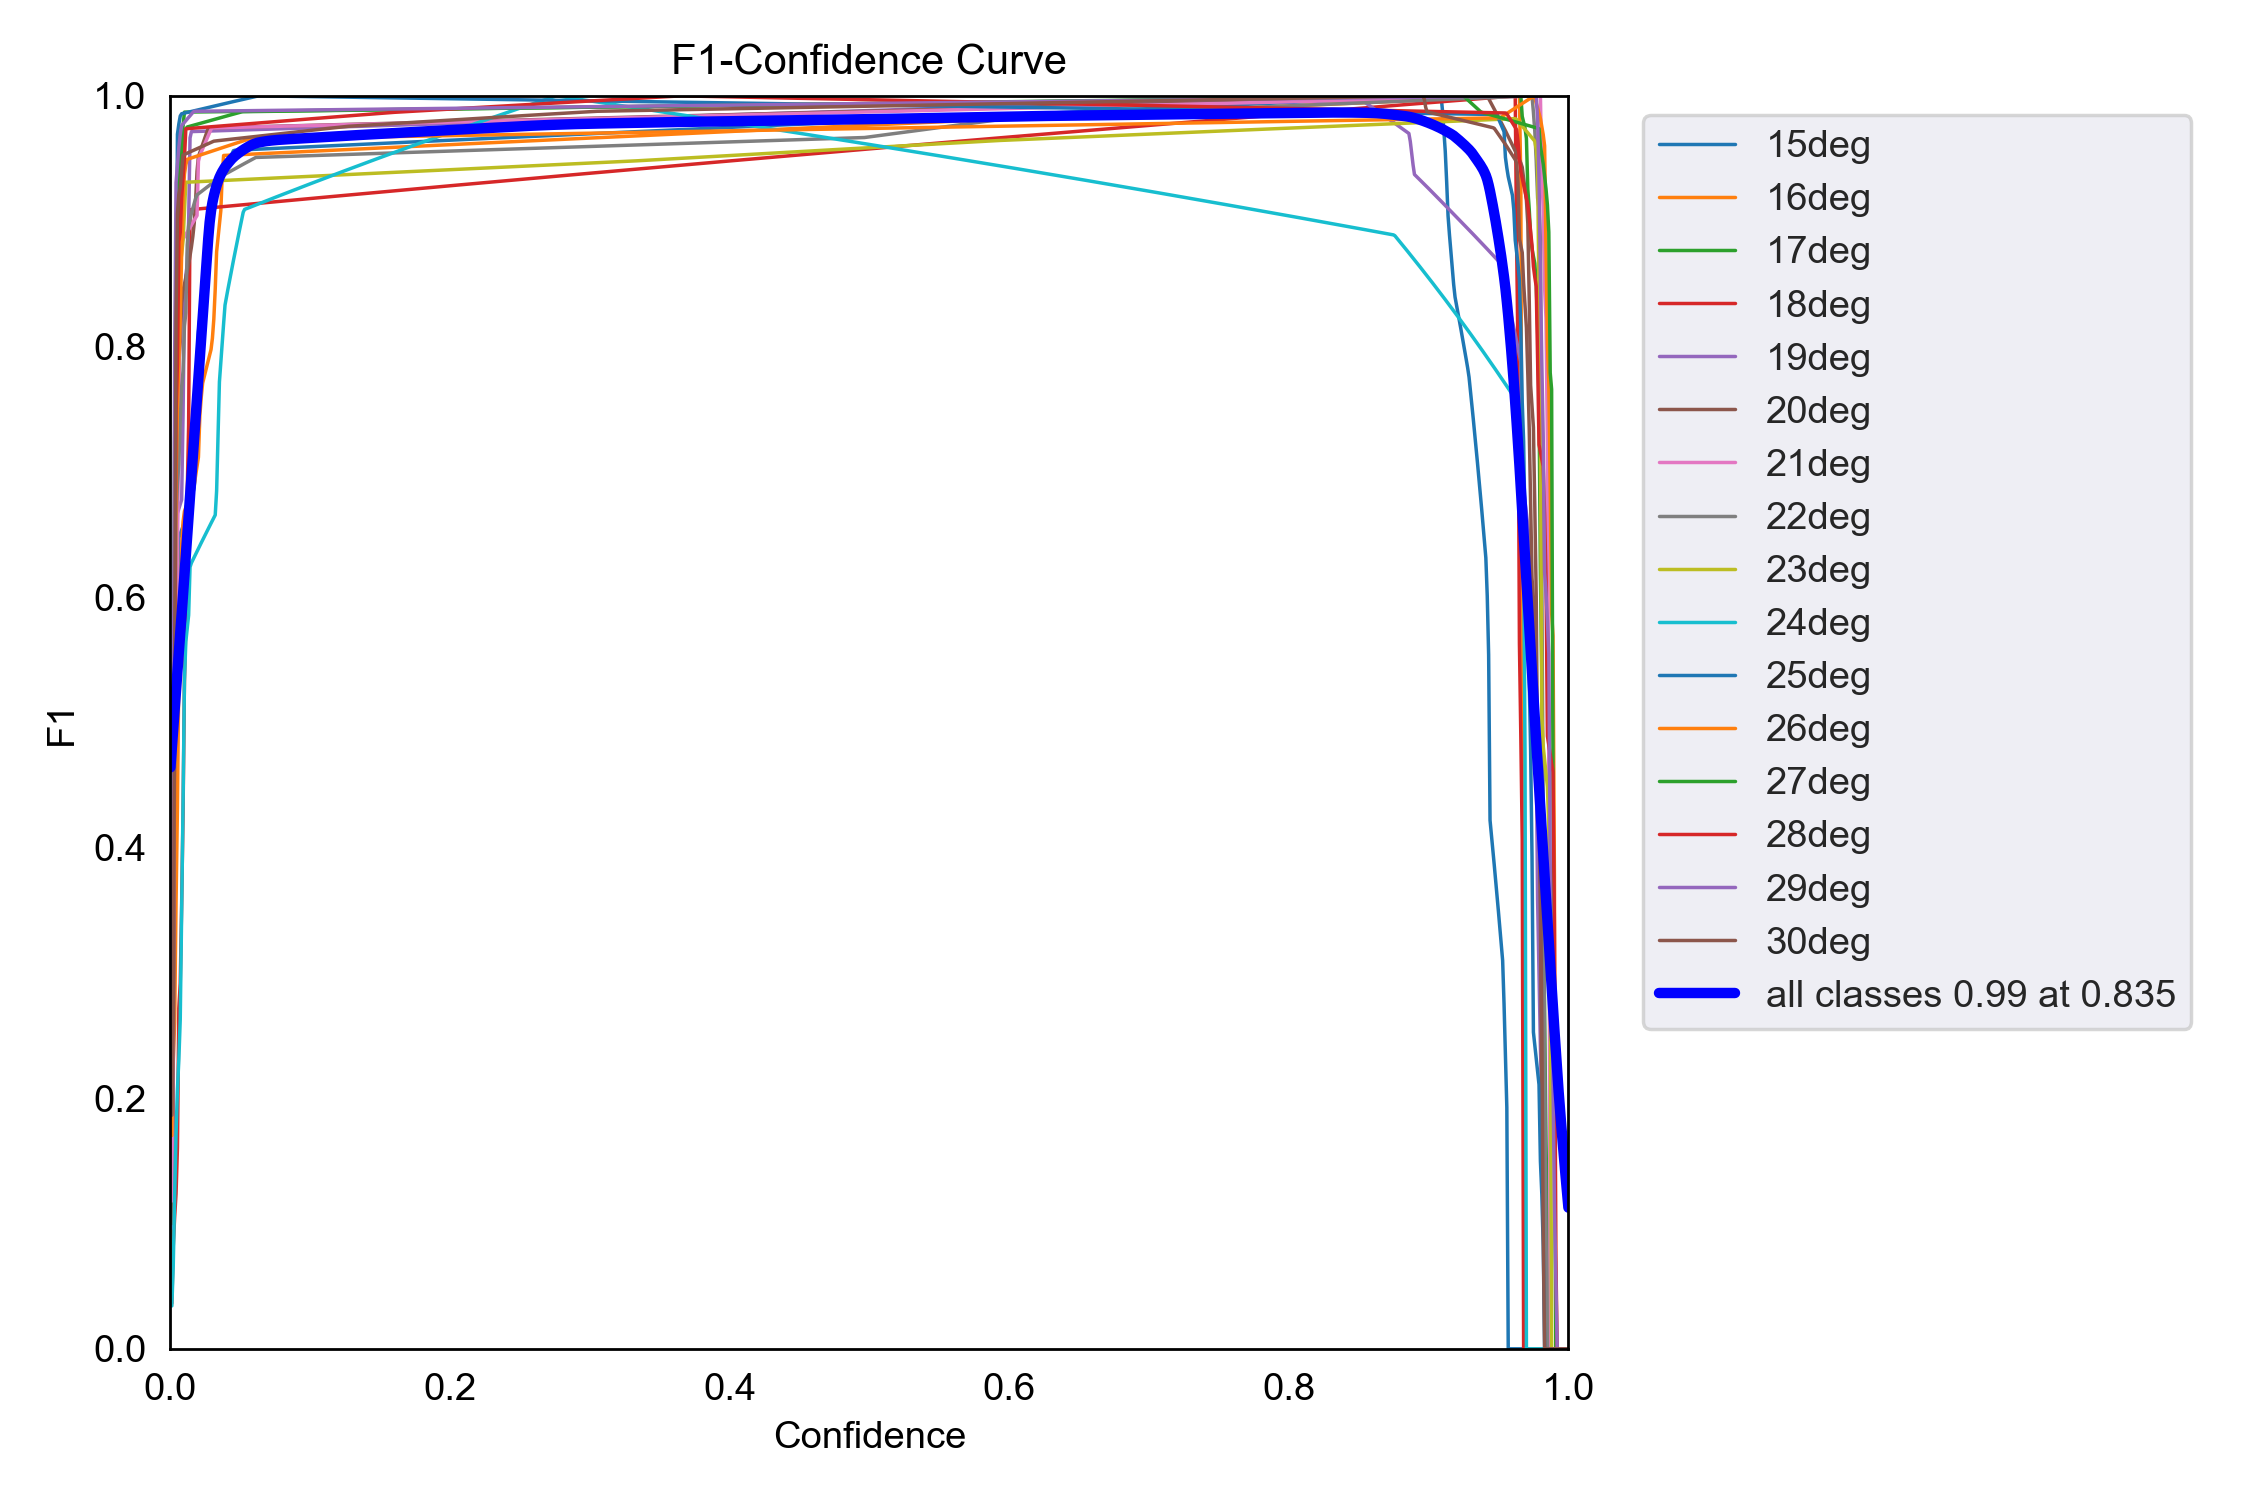 F1-Confidence Curve
1.0
0.8
0.6
0.4
0.2
0.0
F1
0.0 0.2 0.4 0.6 0.8 1.0
Confidence
15deg
16deg
17deg
18deg
19deg
20deg
21deg
22deg
23deg
24deg
25deg
26deg
27deg
28deg
29deg
30deg
all classes 0.99 at 0.835